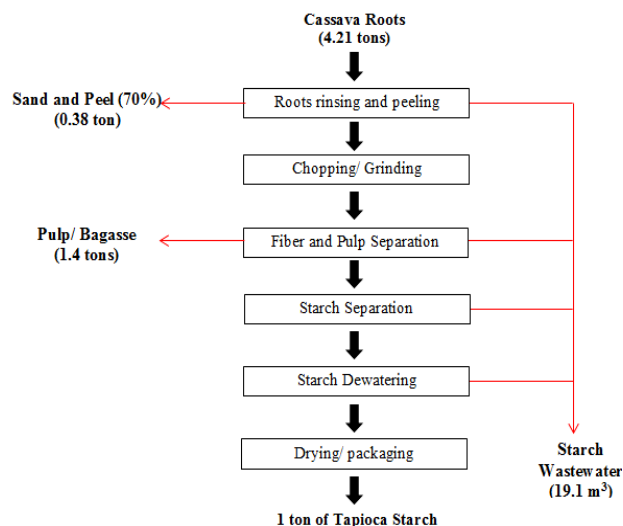 Cassava Roots
(4.21 tons)
Sand and Peel (70%)
(0.38 ton)
Roots rinsing and peeling
Chopping/ Grinding
Pulp/ Bagasse
(1.4 tons)
Fiber and Pulp Separation
Starch Separation
Starch Dewatering
Drying/ packaging
Starch
Wastewater
(19.1 m³)
1 ton of Tapioca Starch